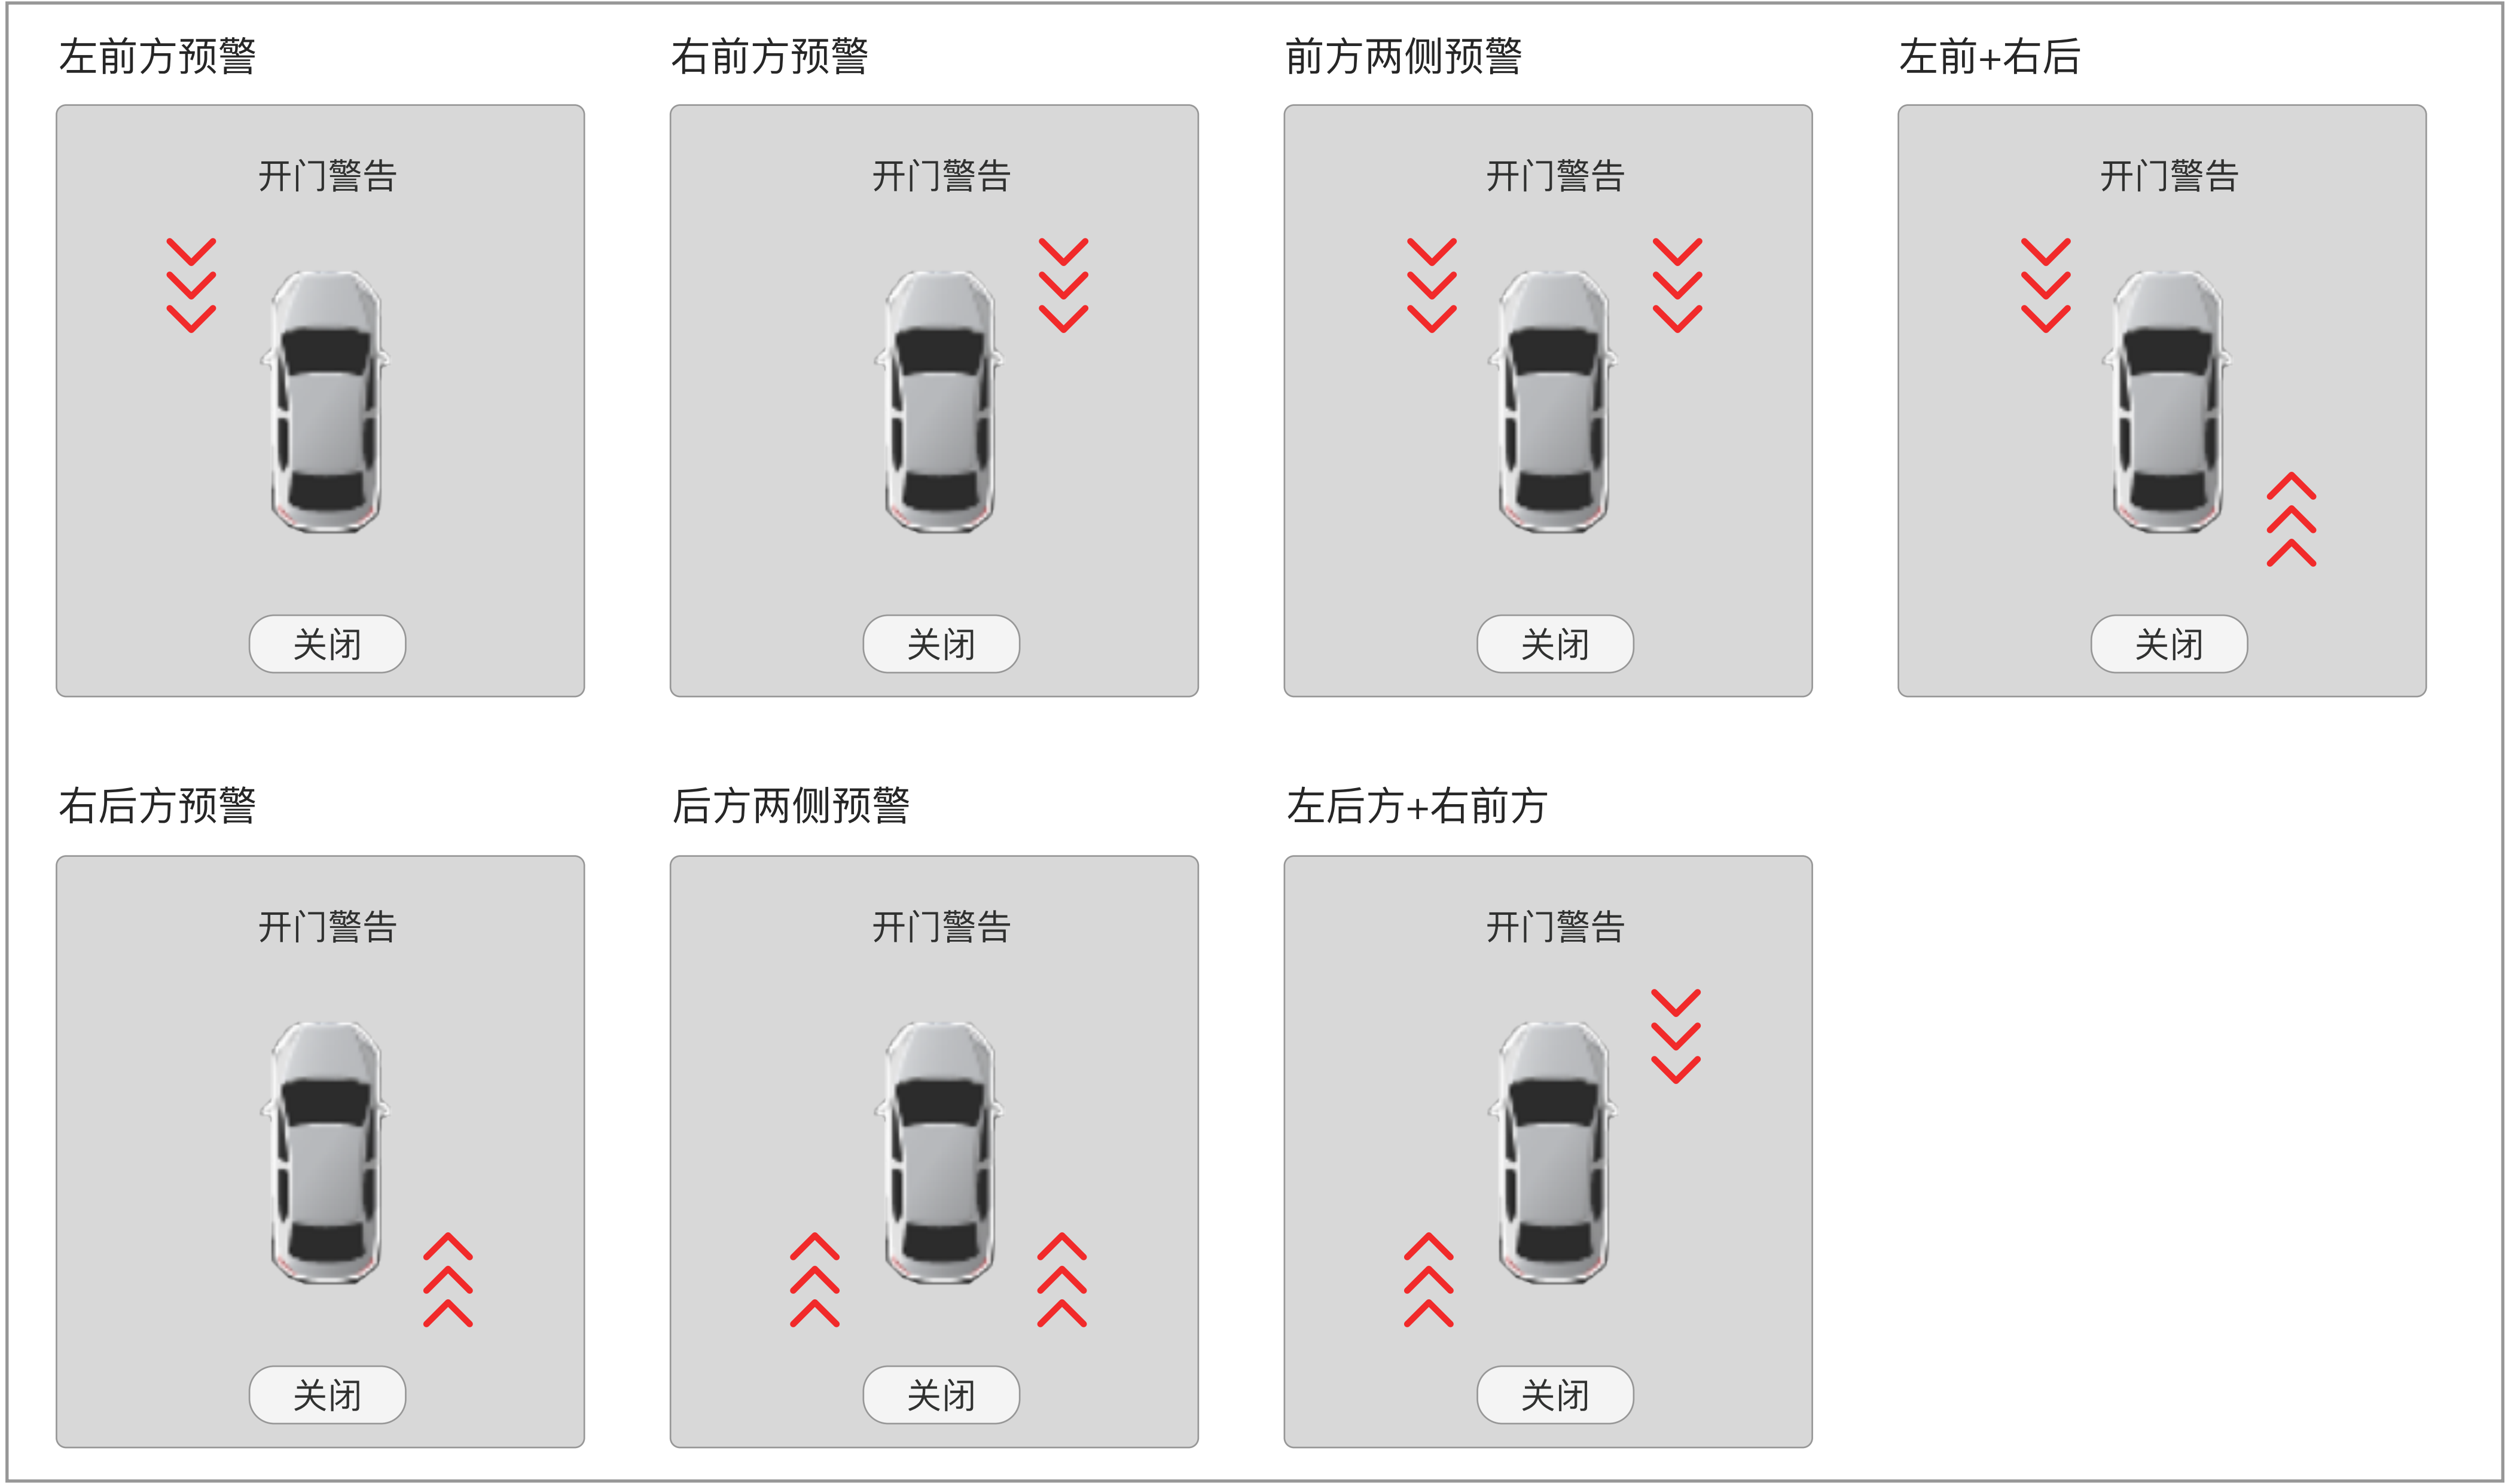 左前方预警
右前方预警
前方两侧预警
左前+右后
开门警告
开门警告
开门警告
开门警告
关闭
关闭
关闭
关闭
右后方预警
后方两侧预警
左后方+右前方
开门警告
开门警告
开门警告
关闭
关闭
关闭